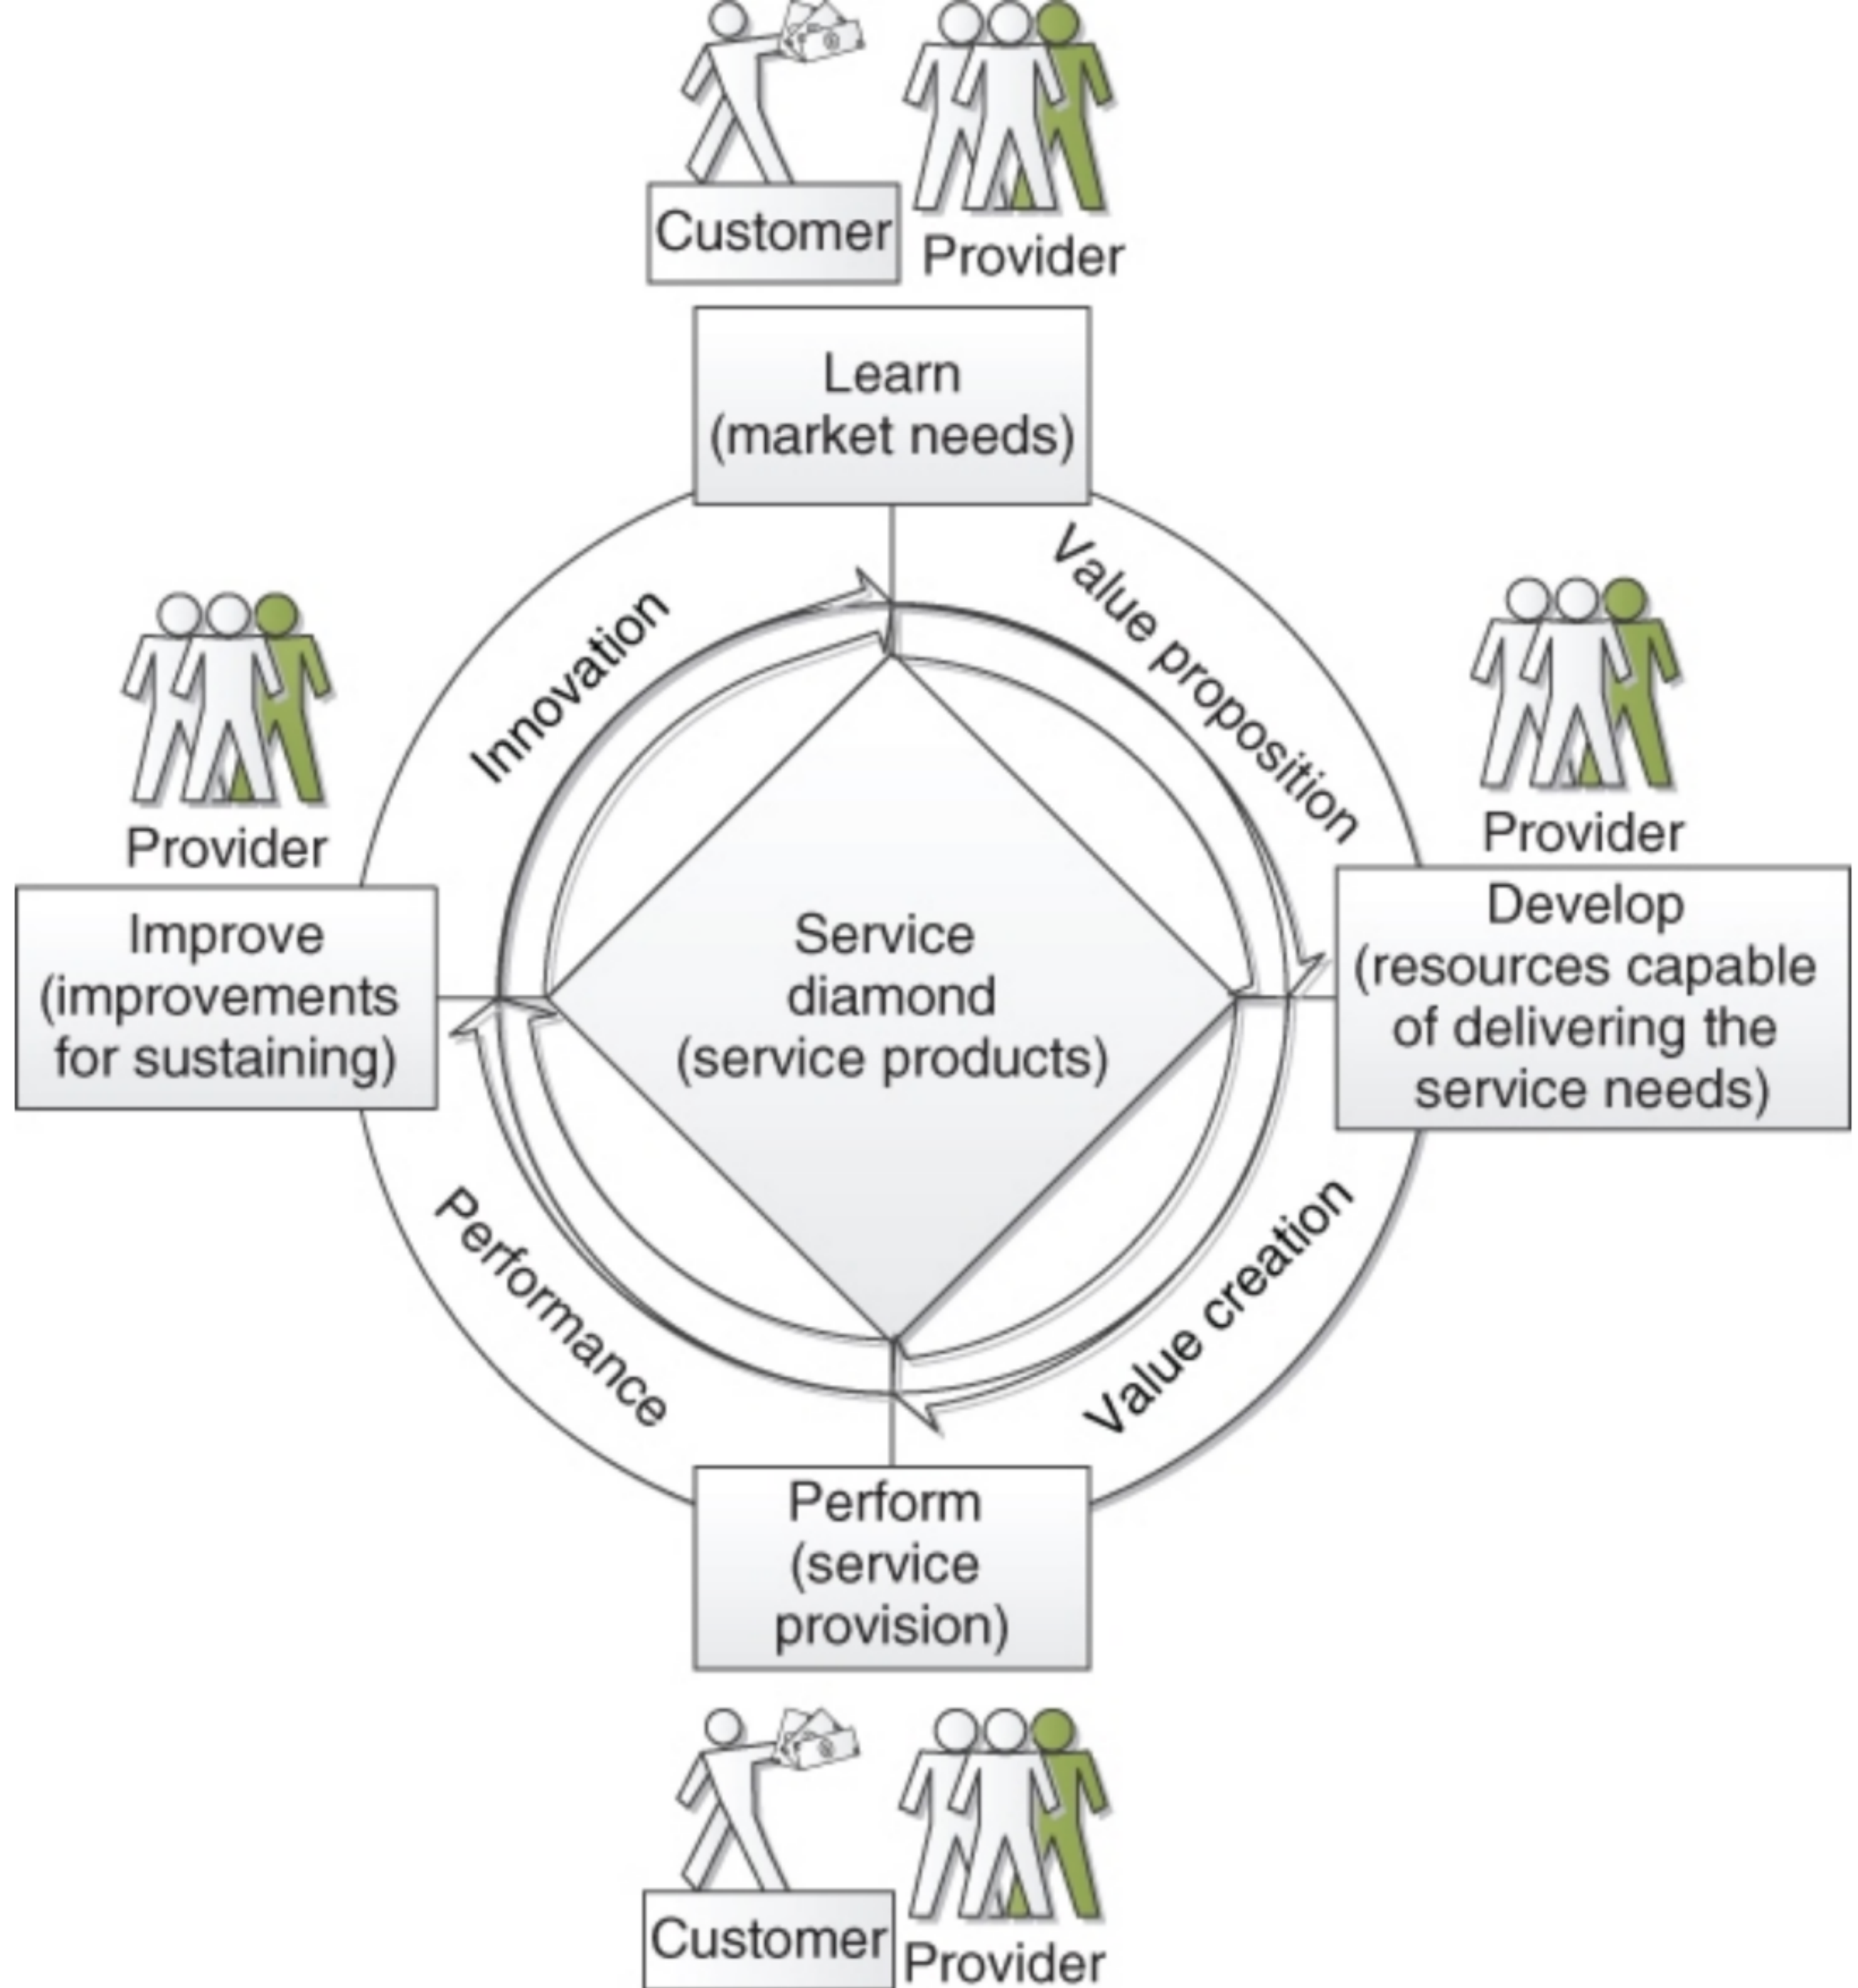 Customer
Provider
Learn
(market needs)
Innovation
Value proposition
Provider
Provider
Improve
(improvements
for sustaining)
Service
diamond
(service products)
Develop
(resources capable
of delivering the
service needs)
Performance
Value creation
Perform
(service
provision)
Customer
Provider